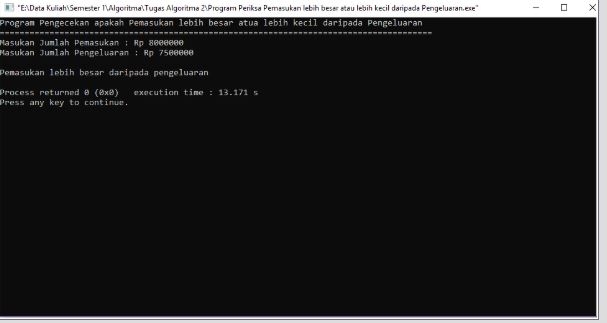 "E:\Data Kuliah\Semester 1\Algoritma\Tugas Algoritma 2\Program Periksa Pemasukan lebih besar atau lebih kecil daripada Pengeluaran.exe"
Program Pengecekan apakah Pemasukan lebih besar atua lebih kecil daripada Pengeluaran
======================================================================================
Masukan Jumlah Pemasukan : Rp 8000000
Masukan Jumlah Pengeluaran : Rp 7500000
Pemasukan lebih besar daripada pengeluaran
Process returned 0 (0x0)   execution time : 13.171 s
Press any key to continue.